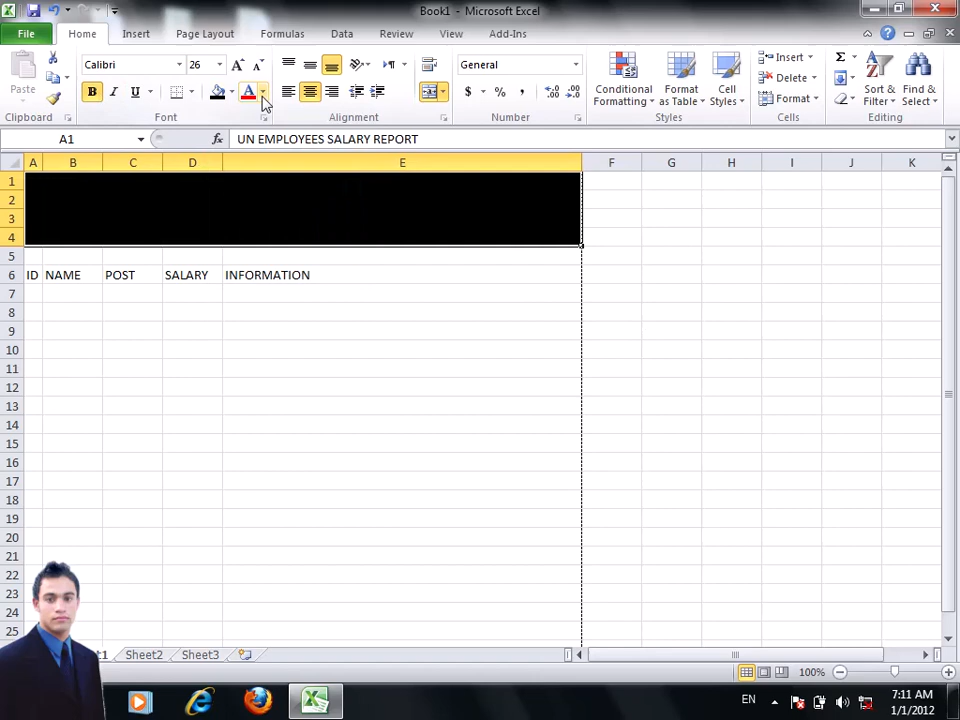 Book1 - Microsoft Excel
File Home Insert Page Layout Formulas Data Review View Add-Ins
Calibri 26 General Insert
Paste B I U A $ % , Conditional Formatting Format as Table Cell Styles Delete Format Sort & Filter Find & Select
Clipboard Font Alignment Number Styles Cells Editing
A1 fx UN EMPLOYEES SALARY REPORT
A B C D E F G H I J K
1
2
3
4
5
6 ID NAME POST SALARY INFORMATION
7
8
9
10
11
12
13
14
15
16
17
18
19
20
21
22
23
24
25
Sheet2 Sheet3
100%
EN 7:11 AM
1/1/2012